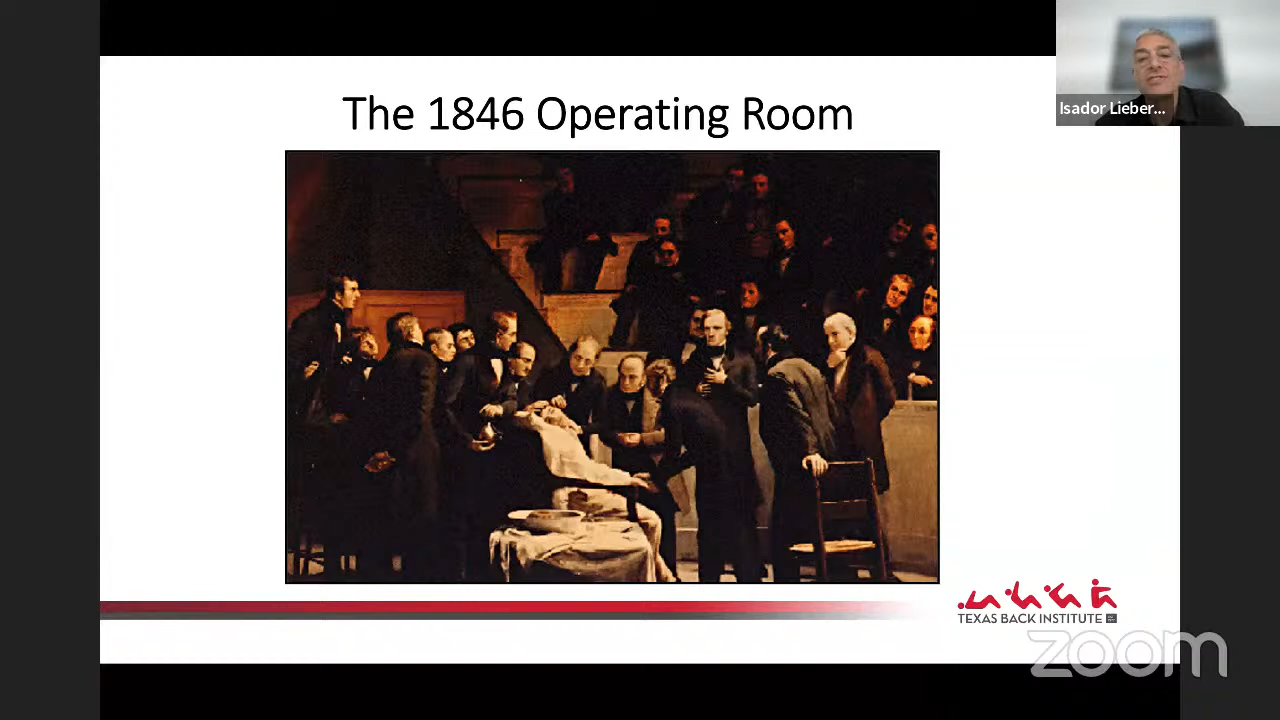 The 1846 Operating Room
Isador Lieber...
TEXAS BACK INSTITUTE
zoom